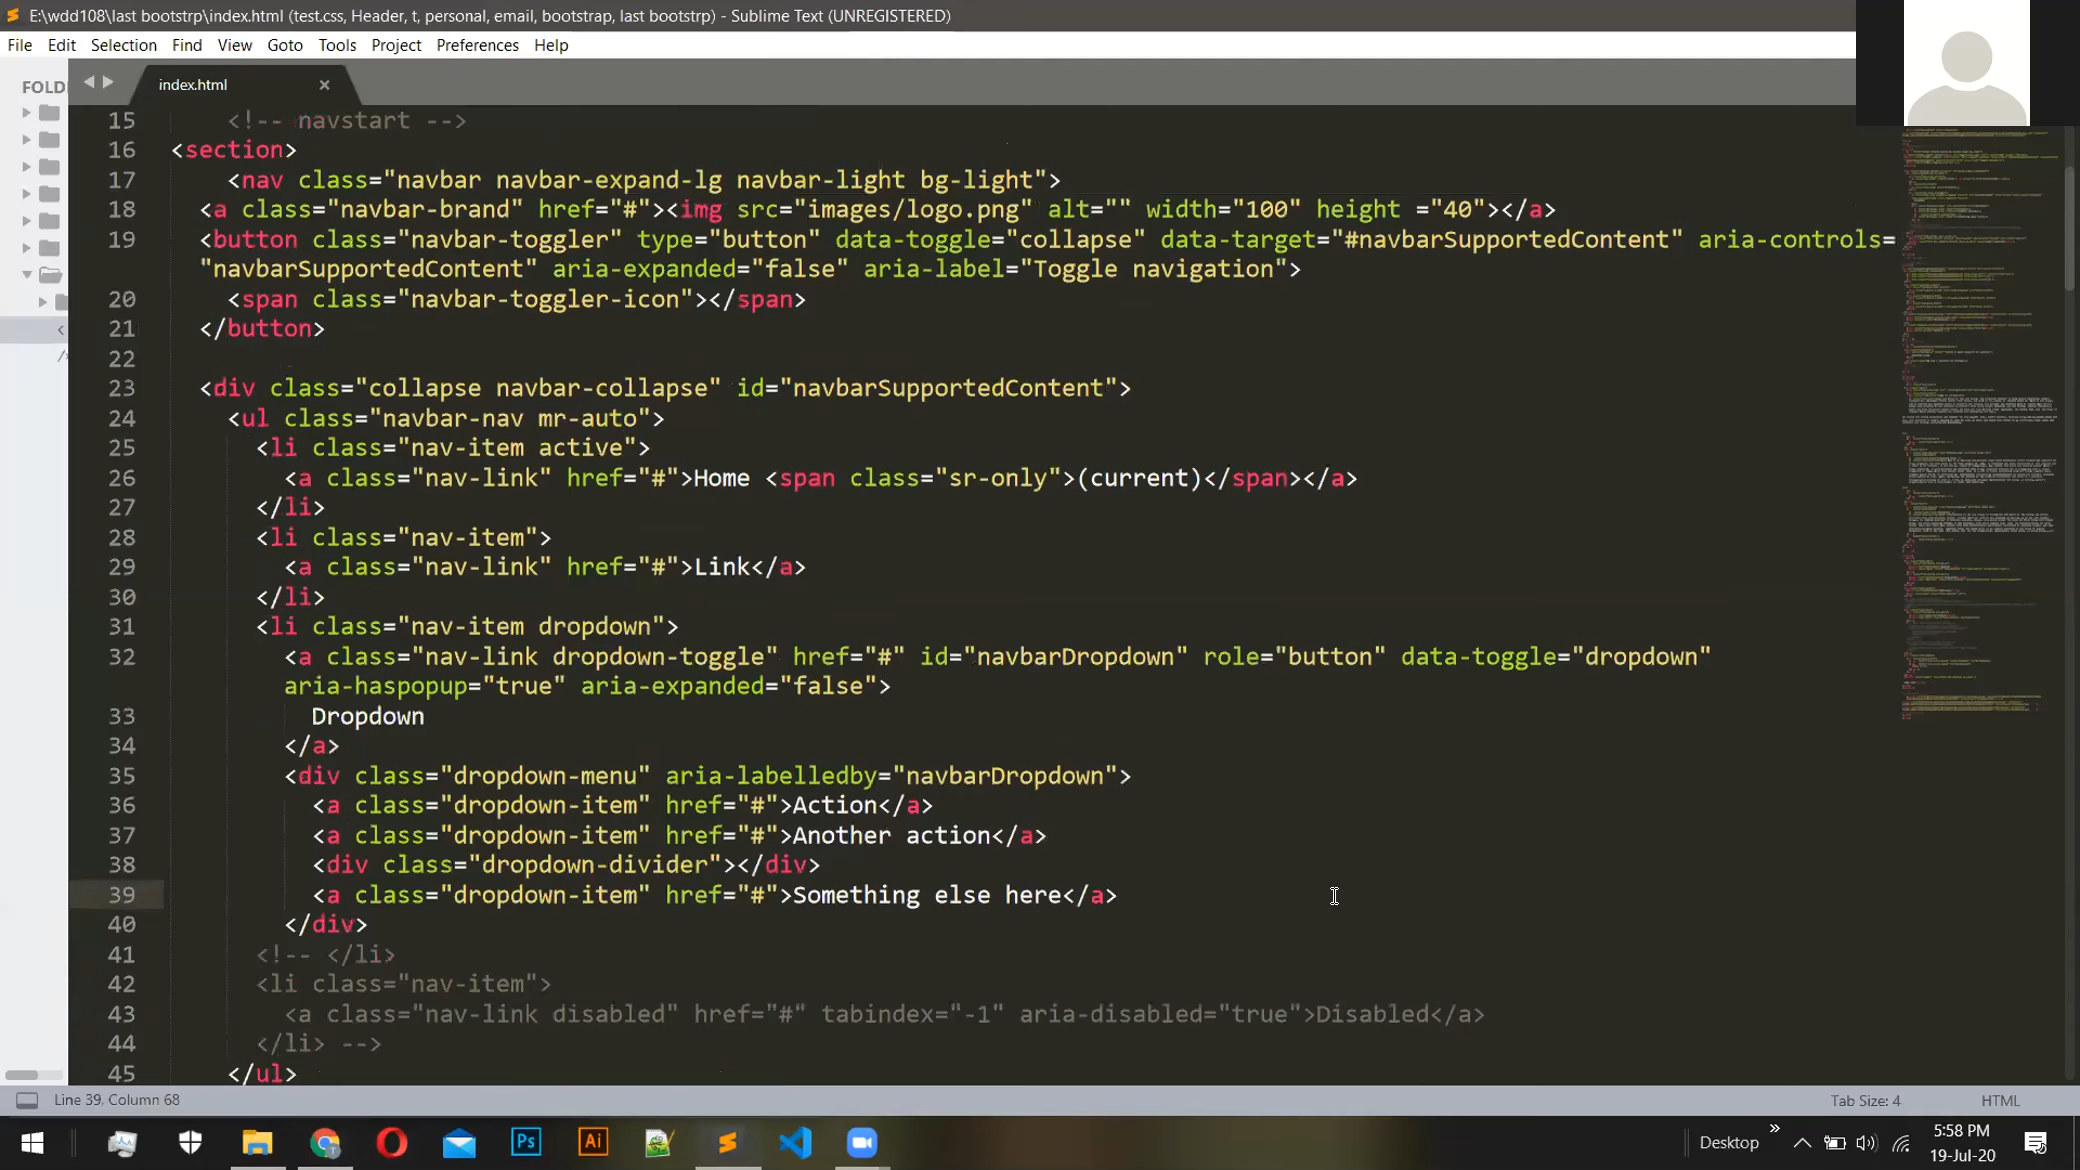 E:\wdd108\last bootstrp\index.html (test.css, Header, t, personal, email, bootstrap, last bootstrp) - Sublime Text (UNREGISTERED)
File Edit Selection Find View Goto Tools Project Preferences Help
FOLD
index.html
15 <!-- navstart -->
16 <section>
17 <nav class="navbar navbar-expand-lg navbar-light bg-light">
18 <a class="navbar-brand" href="#"><img src="images/logo.png" alt="" width="100" height ="40"></a>
19 <button class="navbar-toggler" type="button" data-toggle="collapse" data-target="#navbarSupportedContent" aria-controls=
"navbarSupportedContent" aria-expanded="false" aria-label="Toggle navigation">
20 <span class="navbar-toggler-icon"></span>
21 </button>
22
23 <div class="collapse navbar-collapse" id="navbarSupportedContent">
24 <ul class="navbar-nav mr-auto">
25 <li class="nav-item active">
26 <a class="nav-link" href="#">Home <span class="sr-only">(current)</span></a>
27 </li>
28 <li class="nav-item">
29 <a class="nav-link" href="#">Link</a>
30 </li>
31 <li class="nav-item dropdown">
32 <a class="nav-link dropdown-toggle" href="#" id="navbarDropdown" role="button" data-toggle="dropdown"
aria-haspopup="true" aria-expanded="false">
33 Dropdown
34 </a>
35 <div class="dropdown-menu" aria-labelledby="navbarDropdown">
36 <a class="dropdown-item" href="#">Action</a>
37 <a class="dropdown-item" href="#">Another action</a>
38 <div class="dropdown-divider"></div>
39 <a class="dropdown-item" href="#">Something else here</a>
40 </div>
41 <!-- </li>
42 <li class="nav-item">
43 <a class="nav-link disabled" href="#" tabindex="-1" aria-disabled="true">Disabled</a>
44 </li> -->
45 </ul>
Line 39, Column 68
Tab Size: 4 HTML
Ps Ai
Desktop
5:58 PM
19-Jul-20